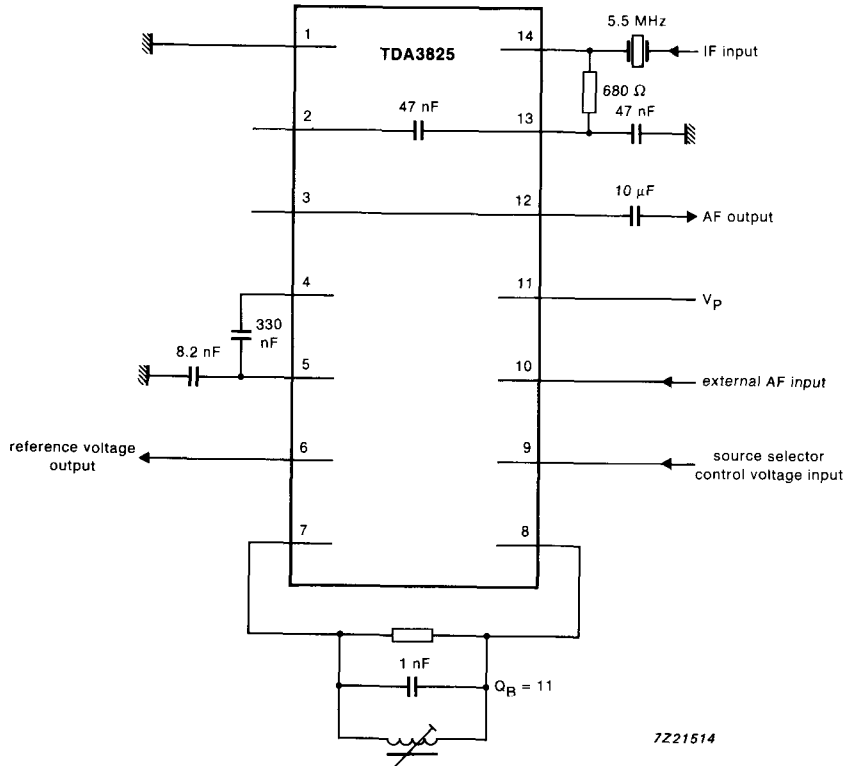 5.5 MHz
1
TDA3825
14
IF input
680 Ω
47 nF
2
47 nF
13
3
12
10 µF
AF output
4
11
V_P
330
nF
8.2 nF
5
10
external AF input
reference voltage
output
6
9
source selector
control voltage input
7
8
1 nF
Q_B = 11
7Z21514